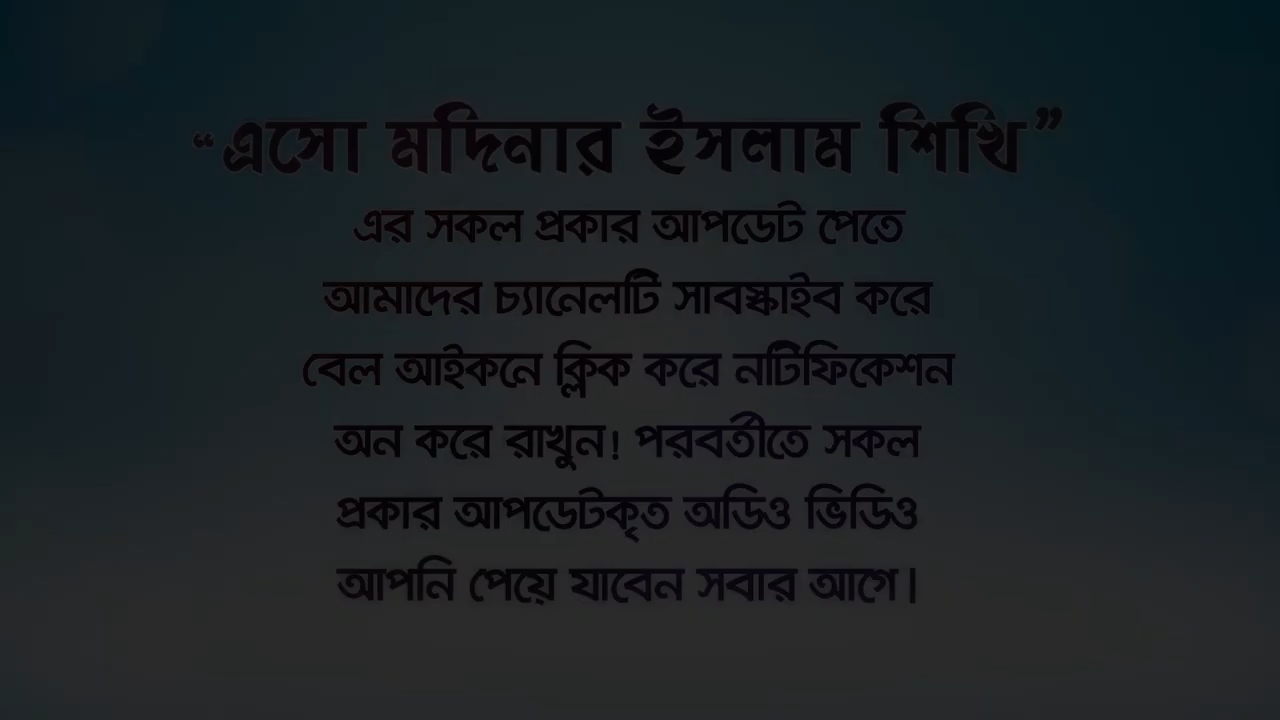 “এসো মদিনার ইসলাম শিখি”
এর সকল প্রকার আপডেট পেতে
আমাদের চ্যানেলটি সাবস্কাইব করে
বেল আইকনে ক্লিক করে নটিফিকেশন
অন করে রাখুন! পরবর্তীতে সকল
প্রকার আপডেটকৃত অডিও ভিডিও
আপনি পেয়ে যাবেন সবার আগে।